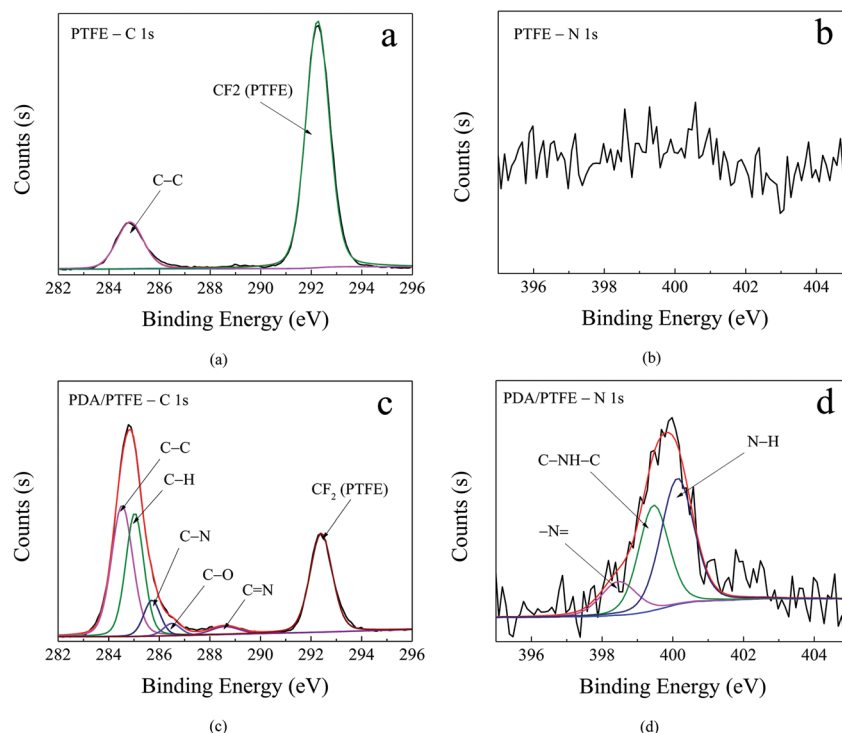 PTFE – C 1s
a
CF2 (PTFE)
C–C
Counts (s)
282 284 286 288 290 292 294 296
Binding Energy (eV)
(a)
PTFE – N 1s
b
Counts (s)
396 398 400 402 404
Binding Energy (eV)
(b)
PDA/PTFE – C 1s
c
C–C
C–H
CF2 (PTFE)
C–N
C–O
C=N
Counts (s)
282 284 286 288 290 292 294 296
Binding Energy (eV)
(c)
PDA/PTFE – N 1s
d
N–H
C–NH–C
–N=
Counts (s)
396 398 400 402 404
Binding Energy (eV)
(d)